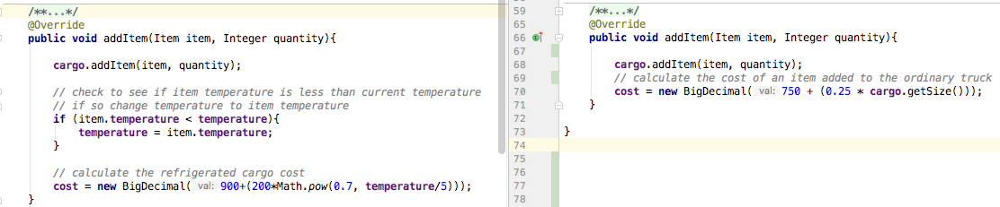 /**...*/
@Override
public void addItem(Item item, Integer quantity){
cargo.addItem(item, quantity);
// check to see if item temperature is less than current temperature
// if so change temperature to item temperature
if (item.temperature < temperature){
temperature = item.temperature;
}
// calculate the refrigerated cargo cost
cost = new BigDecimal( val: 900+(200*Math.pow(0.7, temperature/5)));
}
59 /**...*/
65 @Override
66 public void addItem(Item item, Integer quantity){
67
68 cargo.addItem(item, quantity);
69 // calculate the cost of an item added to the ordinary truck
70 cost = new BigDecimal( val: 750 + (0.25 * cargo.getSize()));
71 }
72
73 }
74
75
76
77
78